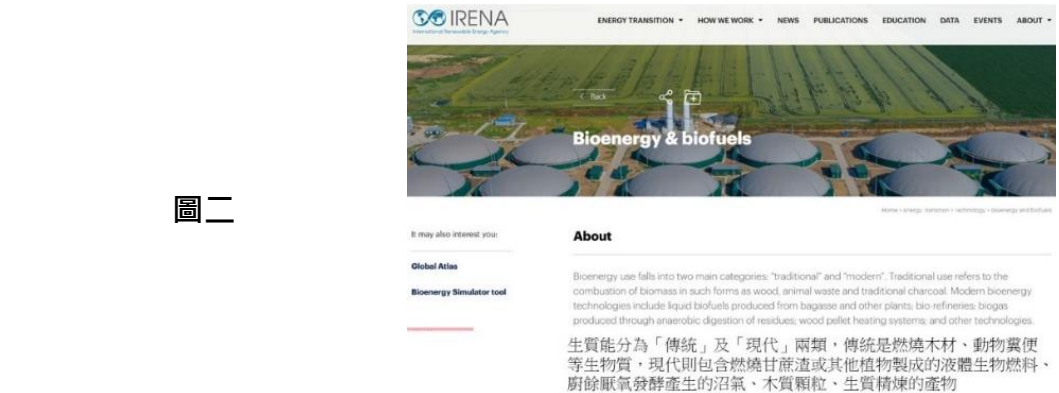 IRENA
International Renewable Energy Agency
ENERGY TRANSITION HOW WE WORK NEWS PUBLICATIONS EDUCATION DATA EVENTS ABOUT
< Back
Bioenergy & biofuels
圖二
Home › Energy Transition › Technology › Bioenergy and biofuels
It may also interest you:
Global Atlas
Bioenergy Simulator tool
About
Bioenergy use falls into two main categories: “traditional” and “modern”. Traditional use refers to the
combustion of biomass in such forms as wood, animal waste and traditional charcoal. Modern bioenergy
technologies include liquid biofuels produced from bagasse and other plants; bio-refineries; biogas
produced through anaerobic digestion of residues; wood pellet heating systems; and other technologies.
生質能分為「傳統」及「現代」兩類，傳統是燃燒木材、動物糞便
等生物質，現代則包含燃燒甘蔗渣或其他植物製成的液體生物燃料、
廚餘厭氧發酵產生的沼氣、木質顆粒、生質精煉的產物